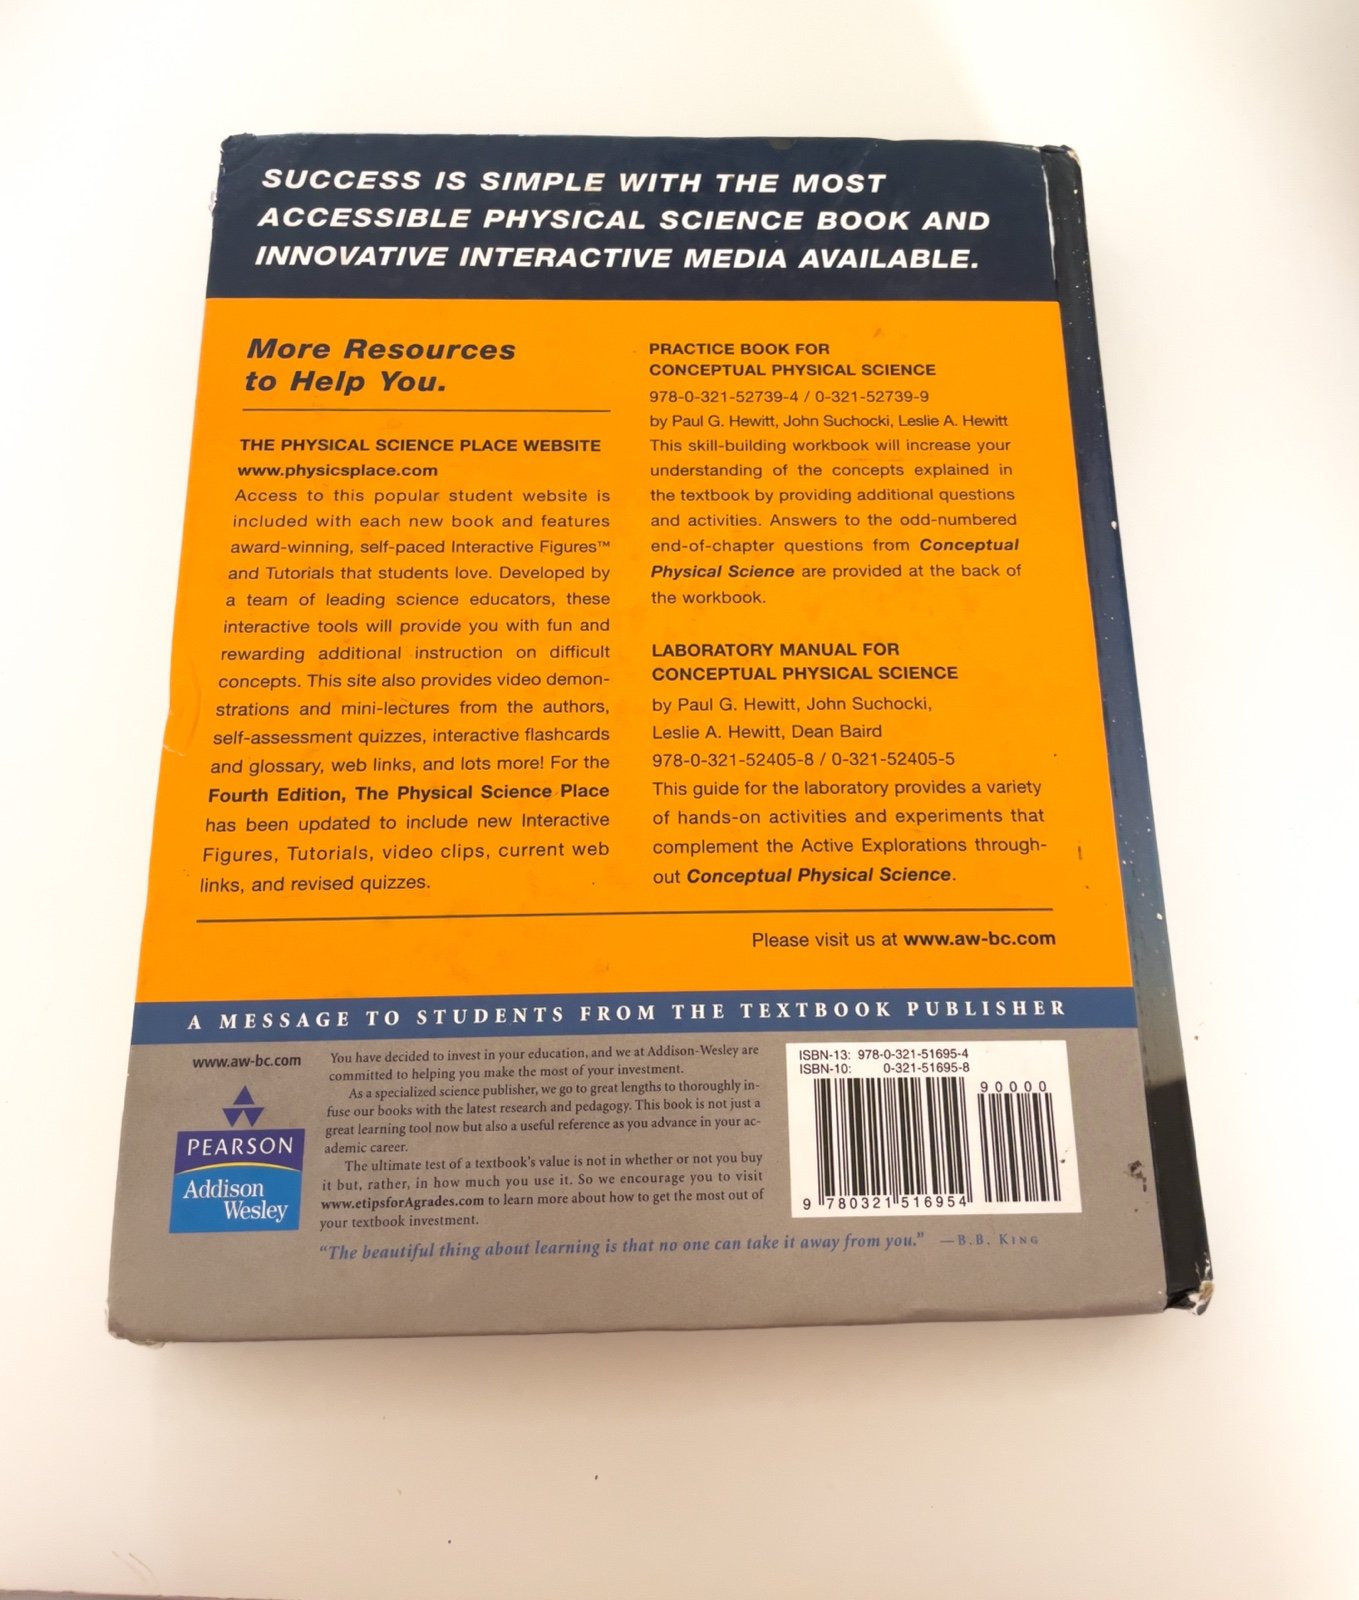 SUCCESS IS SIMPLE WITH THE MOST
ACCESSIBLE PHYSICAL SCIENCE BOOK AND
INNOVATIVE INTERACTIVE MEDIA AVAILABLE.
More Resources
to Help You.
THE PHYSICAL SCIENCE PLACE WEBSITE
www.physicsplace.com
Access to this popular student website is
included with each new book and features
award-winning, self-paced Interactive Figures™
and Tutorials that students love. Developed by
a team of leading science educators, these
interactive tools will provide you with fun and
rewarding additional instruction on difficult
concepts. This site also provides video demon-
strations and mini-lectures from the authors,
self-assessment quizzes, interactive flashcards
and glossary, web links, and lots more! For the
Fourth Edition, The Physical Science Place
has been updated to include new Interactive
Figures, Tutorials, video clips, current web
links, and revised quizzes.
PRACTICE BOOK FOR
CONCEPTUAL PHYSICAL SCIENCE
978-0-321-52739-4 / 0-321-52739-9
by Paul G. Hewitt, John Suchocki, Leslie A. Hewitt
This skill-building workbook will increase your
understanding of the concepts explained in
the textbook by providing additional questions
and activities. Answers to the odd-numbered
end-of-chapter questions from Conceptual
Physical Science are provided at the back of
the workbook.
LABORATORY MANUAL FOR
CONCEPTUAL PHYSICAL SCIENCE
by Paul G. Hewitt, John Suchocki,
Leslie A. Hewitt, Dean Baird
978-0-321-52405-8 / 0-321-52405-5
This guide for the laboratory provides a variety
of hands-on activities and experiments that
complement the Active Explorations through-
out Conceptual Physical Science.
Please visit us at www.aw-bc.com
A MESSAGE TO STUDENTS FROM THE TEXTBOOK PUBLISHER
www.aw-bc.com
PEARSON
Addison
Wesley
You have decided to invest in your education, and we at Addison-Wesley are
committed to helping you make the most of your investment.
As a specialized science publisher, we go to great lengths to thoroughly in-
fuse our books with the latest research and pedagogy. This book is not just a
great learning tool now but also a useful reference as you advance in your ac-
ademic career.
The ultimate test of a textbook's value is not in whether or not you buy
it but, rather, in how much you use it. So we encourage you to visit
www.etipsforAgrades.com to learn more about how to get the most out of
your textbook investment.
"The beautiful thing about learning is that no one can take it away from you." —B.B. KING
ISBN-13: 978-0-321-51695-4
ISBN-10: 0-321-51695-8
90000
9 780321 516954